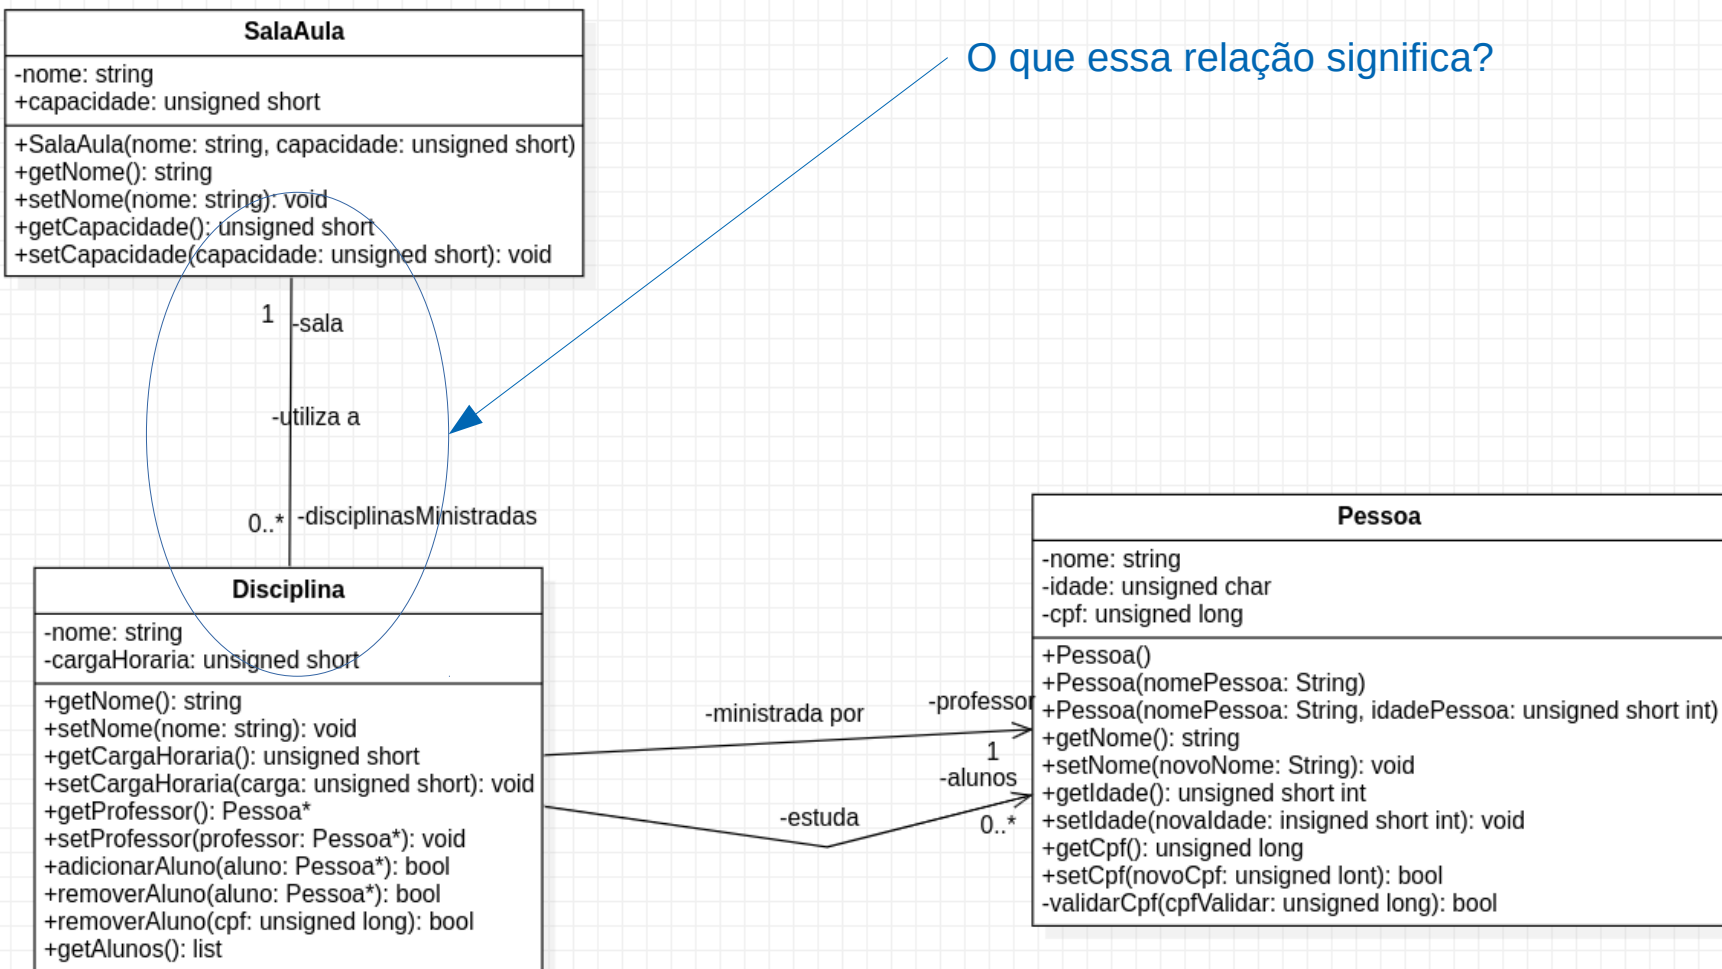 SalaAula
-nome: string
+capacidade: unsigned short
+SalaAula(nome: string, capacidade: unsigned short)
+getNome(): string
+setNome(nome: string): void
+getCapacidade(): unsigned short
+setCapacidade(capacidade: unsigned short): void
O que essa relação significa?
1
-sala
-utiliza a
0..*
-disciplinasMinistradas
Disciplina
-nome: string
-cargaHoraria: unsigned short
+getNome(): string
+setNome(nome: string): void
+getCargaHoraria(): unsigned short
+setCargaHoraria(carga: unsigned short): void
+getProfessor(): Pessoa*
+setProfessor(professor: Pessoa*): void
+adicionarAluno(aluno: Pessoa*): bool
+removerAluno(aluno: Pessoa*): bool
+removerAluno(cpf: unsigned long): bool
+getAlunos(): list
-ministrada por
-professor
1
-alunos
-estuda
0..*
Pessoa
-nome: string
-idade: unsigned char
-cpf: unsigned long
+Pessoa()
+Pessoa(nomePessoa: String)
+Pessoa(nomePessoa: String, idadePessoa: unsigned short int)
+getNome(): string
+setNome(novoNome: String): void
+getIdade(): unsigned short int
+setIdade(novaIdade: insigned short int): void
+getCpf(): unsigned long
+setCpf(novoCpf: unsigned lont): bool
-validarCpf(cpfValidar: unsigned long): bool